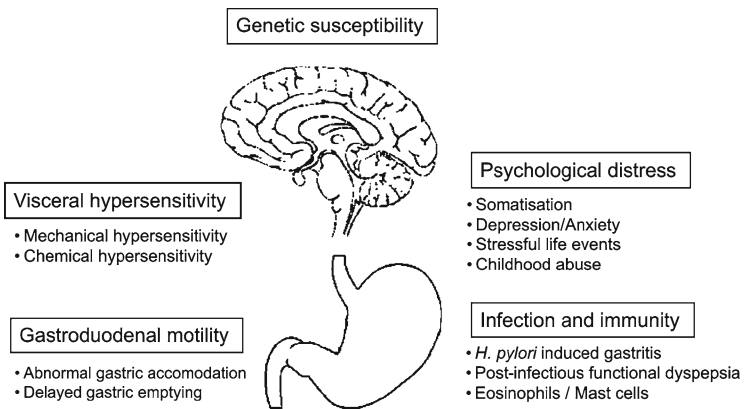 Genetic susceptibility
Visceral hypersensitivity
• Mechanical hypersensitivity
• Chemical hypersensitivity
Psychological distress
• Somatisation
• Depression/Anxiety
• Stressful life events
• Childhood abuse
Gastroduodenal motility
• Abnormal gastric accomodation
• Delayed gastric emptying
Infection and immunity
• H. pylori induced gastritis
• Post-infectious functional dyspepsia
• Eosinophils / Mast cells